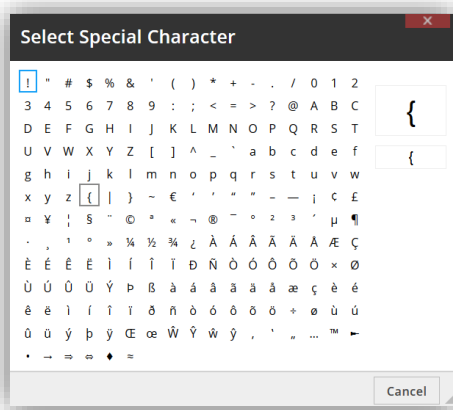 Select Special Character
! " # $ % & ' ( ) * + - . / 0 1 2
3 4 5 6 7 8 9 : ; < = > ? @ A B C
D E F G H I J K L M N O P Q R S T
U V W X Y Z [ ] ^ _ ` a b c d e f
g h i j k l m n o p q r s t u v w
x y z { | } ~ € ‘ ’ “ ” – — ¡ ¢ £
¤ ¥ ¦ § ¨ © ª « ¬ ® ¯ ° ² ³ ´ µ ¶
· ¸ ¹ º » ¼ ½ ¾ ¿ À Á Â Ã Ä Å Æ Ç
È É Ê Ë Ì Í Î Ï Ð Ñ Ò Ó Ô Õ Ö × Ø
Ù Ú Û Ü Ý Þ ß à á â ã ä å æ ç è é
ê ë ì í î ï ð ñ ò ó ô õ ö ÷ ø ù ú
û ü ý þ ÿ Œ œ Ŵ Ŷ ŵ ŷ ‚ ‛ „ … ™ ►
• → ⇒ ⇔ ♦ ≈
{
{
Cancel